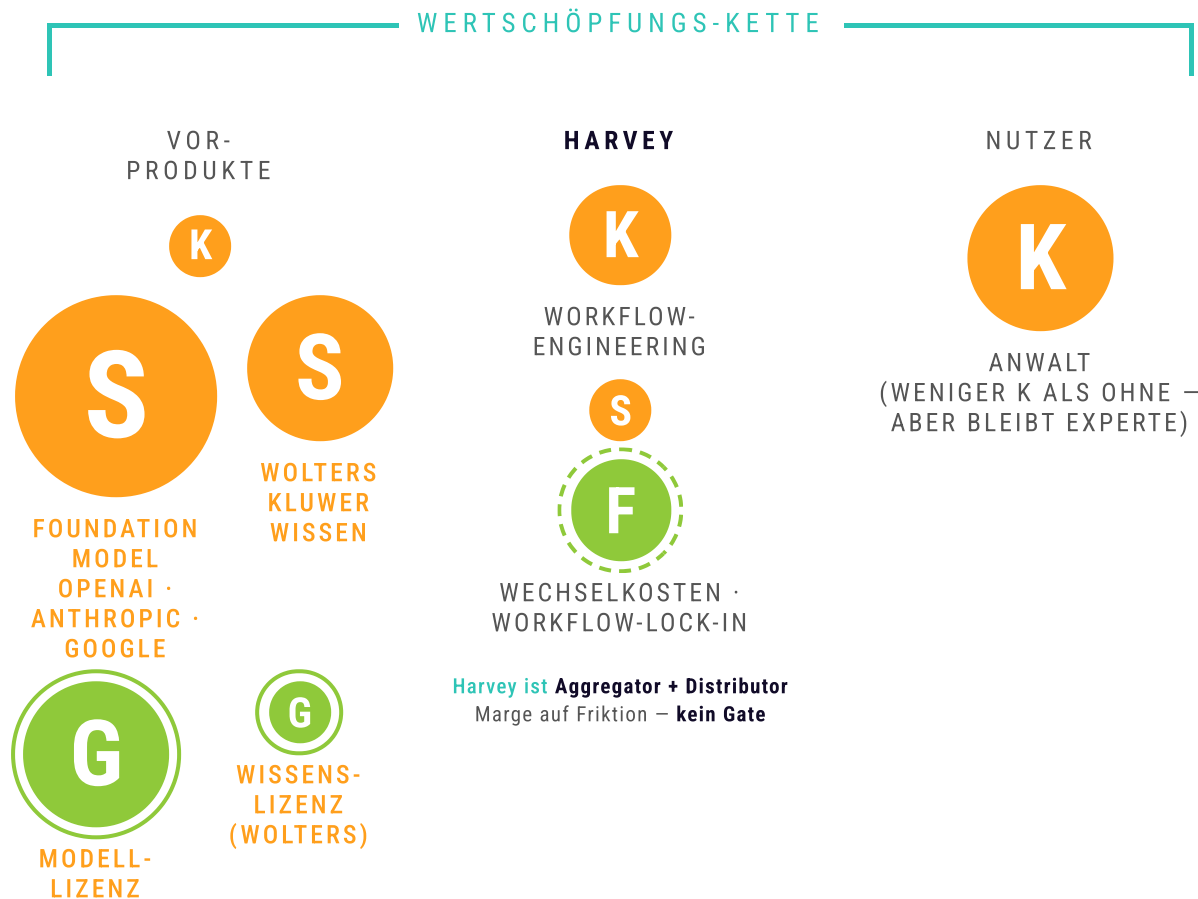 WERTSCHÖPFUNGS-KETTE
VOR-
PRODUKTE
K
S
S
FOUNDATION
MODEL
OPENAI ·
ANTHROPIC ·
GOOGLE
WOLTERS
KLUWER
WISSEN
G
MODELL-
LIZENZ
G
WISSENS-
LIZENZ
(WOLTERS)
HARVEY
K
WORKFLOW-
ENGINEERING
S
F
WECHSELKOSTEN ·
WORKFLOW-LOCK-IN
Harvey ist Aggregator + Distributor
Marge auf Friktion — kein Gate
NUTZER
K
ANWALT
(WENIGER K ALS OHNE —
ABER BLEIBT EXPERTE)